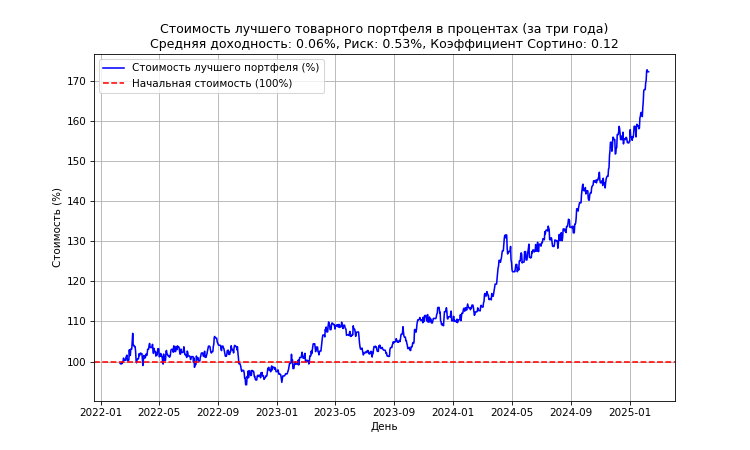 Стоимость лучшего товарного портфеля в процентах (за три года)
Средняя доходность: 0.06%, Риск: 0.53%, Коэффициент Сортино: 0.12
Стоимость лучшего портфеля (%)
Начальная стоимость (100%)
Стоимость (%)
170
160
150
140
130
120
110
100
2022-01 2022-05 2022-09 2023-01 2023-05 2023-09 2024-01 2024-05 2024-09 2025-01
День